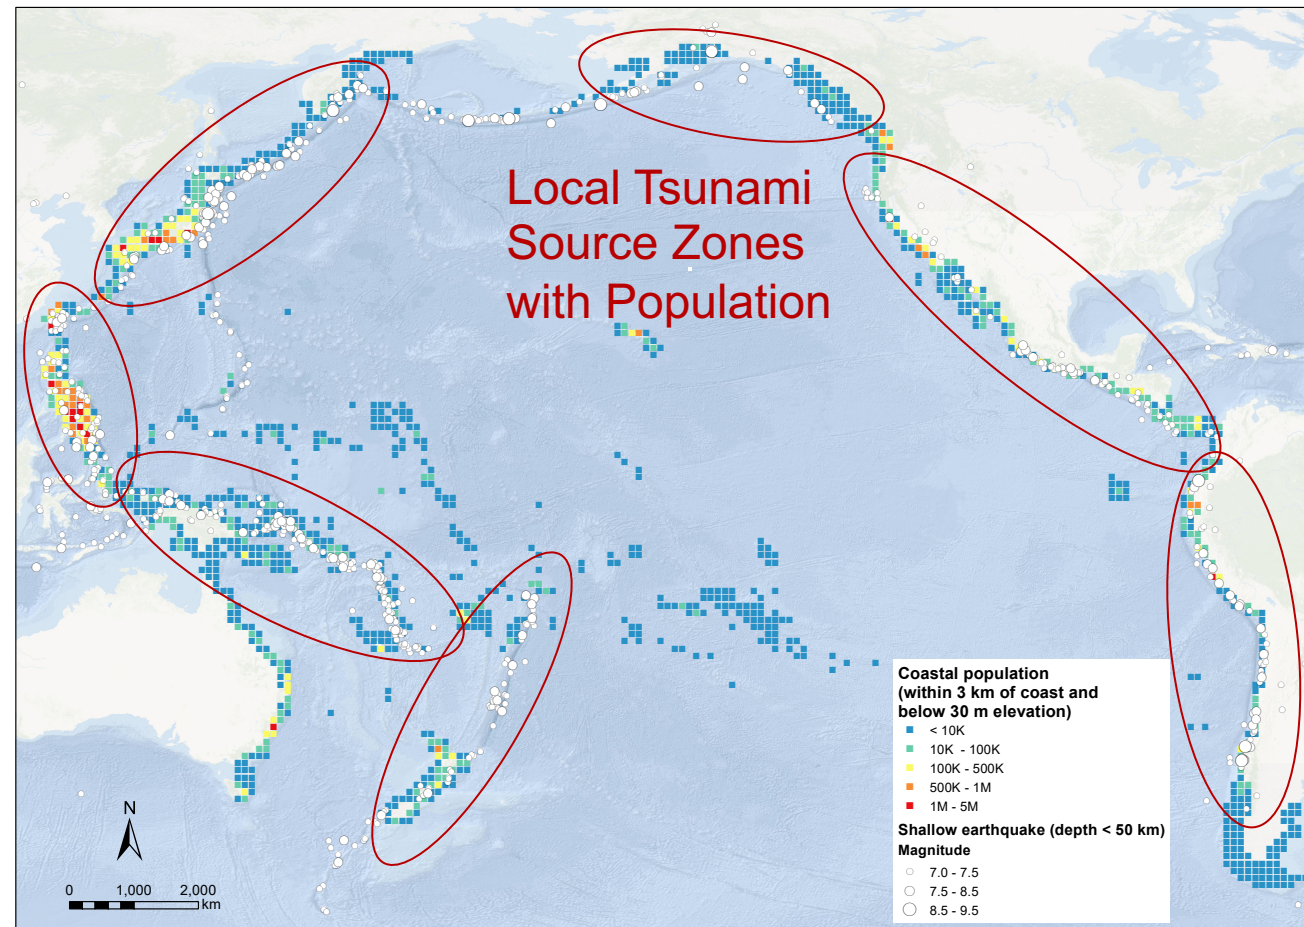 Local Tsunami
Source Zones
with Population
Coastal population
(within 3 km of coast and
below 30 m elevation)
< 10K
10K - 100K
100K - 500K
500K - 1M
1M - 5M
Shallow earthquake (depth < 50 km)
Magnitude
7.0 - 7.5
7.5 - 8.5
8.5 - 9.5
N
0 1,000 2,000
km